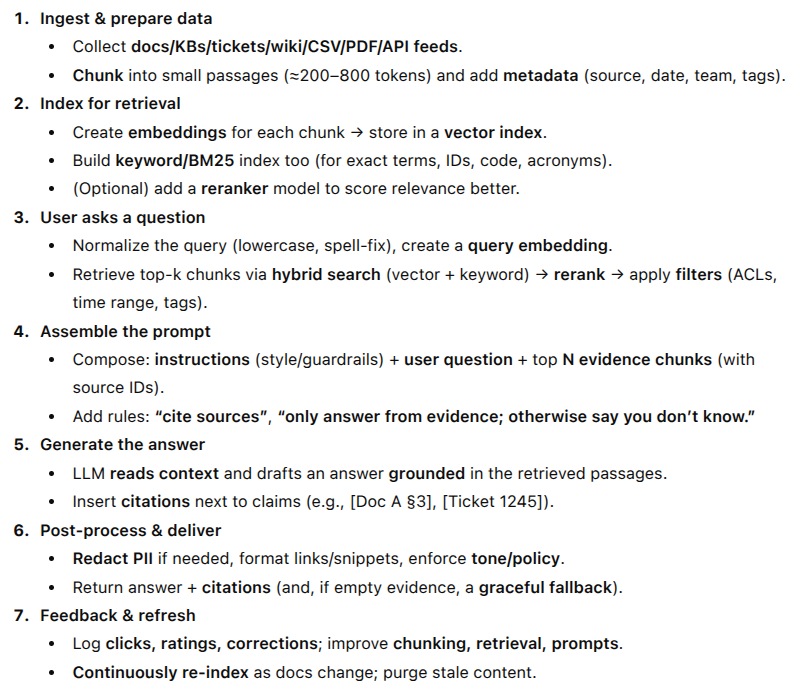 1. Ingest & prepare data
• Collect docs/KBs/tickets/wiki/CSV/PDF/API feeds.
• Chunk into small passages (≈200–800 tokens) and add metadata (source, date, team, tags).
2. Index for retrieval
• Create embeddings for each chunk → store in a vector index.
• Build keyword/BM25 index too (for exact terms, IDs, code, acronyms).
• (Optional) add a reranker model to score relevance better.
3. User asks a question
• Normalize the query (lowercase, spell-fix), create a query embedding.
• Retrieve top-k chunks via hybrid search (vector + keyword) → rerank → apply filters (ACLs,
time range, tags).
4. Assemble the prompt
• Compose: instructions (style/guardrails) + user question + top N evidence chunks (with
source IDs).
• Add rules: “cite sources”, “only answer from evidence; otherwise say you don’t know.”
5. Generate the answer
• LLM reads context and drafts an answer grounded in the retrieved passages.
• Insert citations next to claims (e.g., [Doc A §3], [Ticket 1245]).
6. Post-process & deliver
• Redact PII if needed, format links/snippets, enforce tone/policy.
• Return answer + citations (and, if empty evidence, a graceful fallback).
7. Feedback & refresh
• Log clicks, ratings, corrections; improve chunking, retrieval, prompts.
• Continuously re-index as docs change; purge stale content.